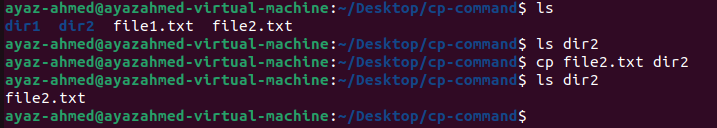 ayaz-ahmed@ayazahmed-virtual-machine:~/Desktop/cp-command$ ls
dir1  dir2  file1.txt  file2.txt
ayaz-ahmed@ayazahmed-virtual-machine:~/Desktop/cp-command$ ls dir2
ayaz-ahmed@ayazahmed-virtual-machine:~/Desktop/cp-command$ cp file2.txt dir2
ayaz-ahmed@ayazahmed-virtual-machine:~/Desktop/cp-command$ ls dir2
file2.txt
ayaz-ahmed@ayazahmed-virtual-machine:~/Desktop/cp-command$